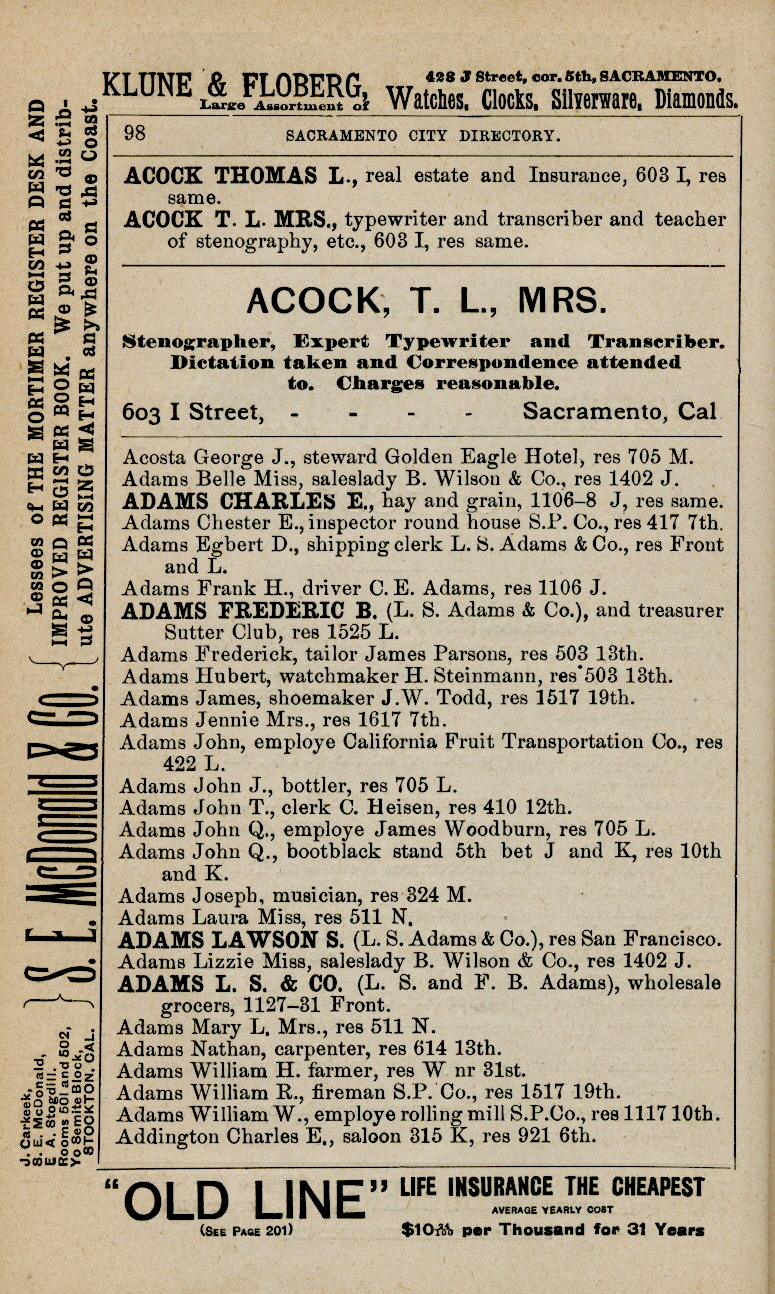 KLUNE & FLOBERG,
Large Assortment of
428 J Street, cor. 5th, SACRAMENTO.
Watches, Clocks, Silverware, Diamonds.
98
SACRAMENTO CITY DIRECTORY.
ACOCK THOMAS L., real estate and Insurance, 603 I, res
same.
ACOCK T. L. MRS., typewriter and transcriber and teacher
of stenography, etc., 603 I, res same.
ACOCK, T. L., MRS.
Stenographer, Expert Typewriter and Transcriber.
Dictation taken and Correspondence attended
to. Charges reasonable.
603 I Street, - - - - Sacramento, Cal
Acosta George J., steward Golden Eagle Hotel, res 705 M.
Adams Belle Miss, saleslady B. Wilson & Co., res 1402 J.
ADAMS CHARLES E., hay and grain, 1106–8 J, res same.
Adams Chester E., inspector round house S.P. Co., res 417 7th.
Adams Egbert D., shipping clerk L. S. Adams & Co., res Front
and L.
Adams Frank H., driver C. E. Adams, res 1106 J.
ADAMS FREDERIC B. (L. S. Adams & Co.), and treasurer
Sutter Club, res 1525 L.
Adams Frederick, tailor James Parsons, res 503 13th.
Adams Hubert, watchmaker H. Steinmann, res 503 13th.
Adams James, shoemaker J.W. Todd, res 1517 19th.
Adams Jennie Mrs., res 1617 7th.
Adams John, employe California Fruit Transportation Co., res
422 L.
Adams John J., bottler, res 705 L.
Adams John T., clerk C. Heisen, res 410 12th.
Adams John Q., employe James Woodburn, res 705 L.
Adams John Q., bootblack stand 5th bet J and K, res 10th
and K.
Adams Joseph, musician, res 324 M.
Adams Laura Miss, res 511 N.
ADAMS LAWSON S. (L. S. Adams & Co.), res San Francisco.
Adams Lizzie Miss, saleslady B. Wilson & Co., res 1402 J.
ADAMS L. S. & CO. (L. S. and F. B. Adams), wholesale
grocers, 1127–31 Front.
Adams Mary L. Mrs., res 511 N.
Adams Nathan, carpenter, res 614 13th.
Adams William H. farmer, res W nr 31st.
Adams William R., fireman S.P. Co., res 1517 19th.
Adams William W., employe rolling mill S.P.Co., res 1117 10th.
Addington Charles E., saloon 315 K, res 921 6th.
J. Carkeek,
S. E. McDonald,
E. A. Stogdill.
Rooms 501 and 502,
Yo Semite Block,
STOCKTON, CAL.
S. E. McDonald & Co.
Lessees of THE MORTIMER REGISTER DESK AND
IMPROVED REGISTER BOOK. We put up and distrib-
ute ADVERTISING MATTER anywhere on the Coast.
"OLD LINE"
(SEE PAGE 201)
LIFE INSURANCE THE CHEAPEST
AVERAGE YEARLY COST
per Thousand for 31 Years